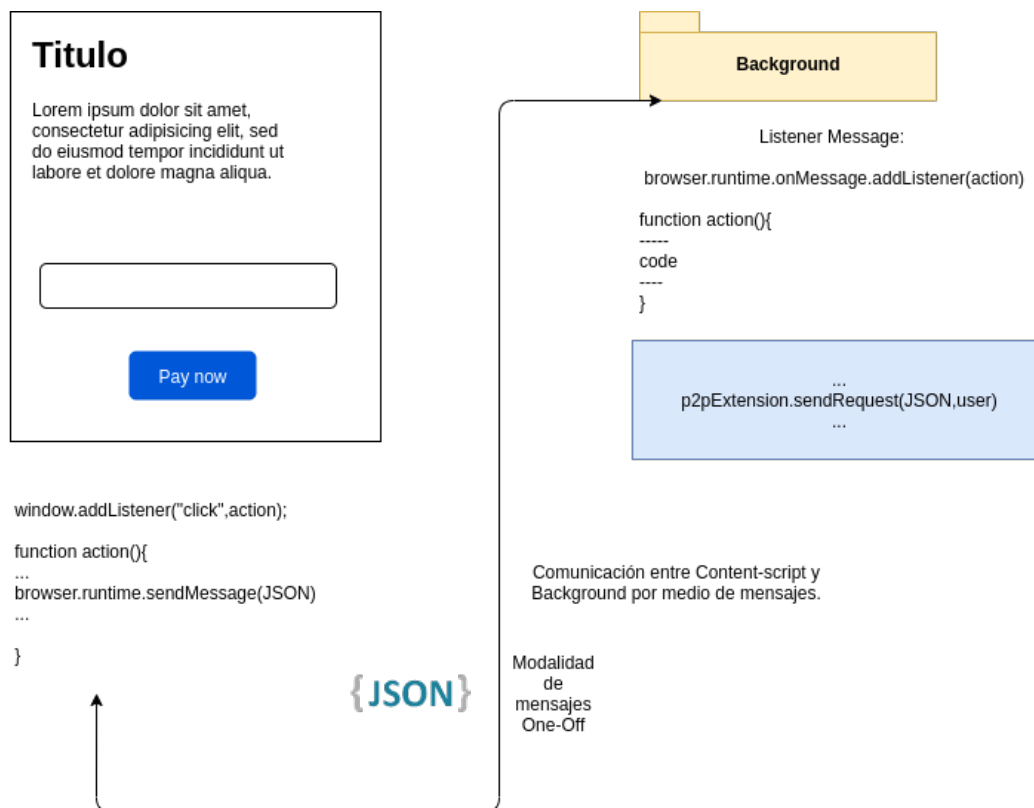 Titulo
Lorem ipsum dolor sit amet,
consectetur adipisicing elit, sed
do eiusmod tempor incididunt ut
labore et dolore magna aliqua.
Pay now
window.addListener("click",action);
function action(){
...
browser.runtime.sendMessage(JSON)
...
}
{JSON}
Background
Listener Message:
browser.runtime.onMessage.addListener(action)
function action(){
-----
code
----
}
...
p2pExtension.sendRequest(JSON,user)
...
Comunicación entre Content-script y
Background por medio de mensajes.
Modalidad
de
mensajes
One-Off